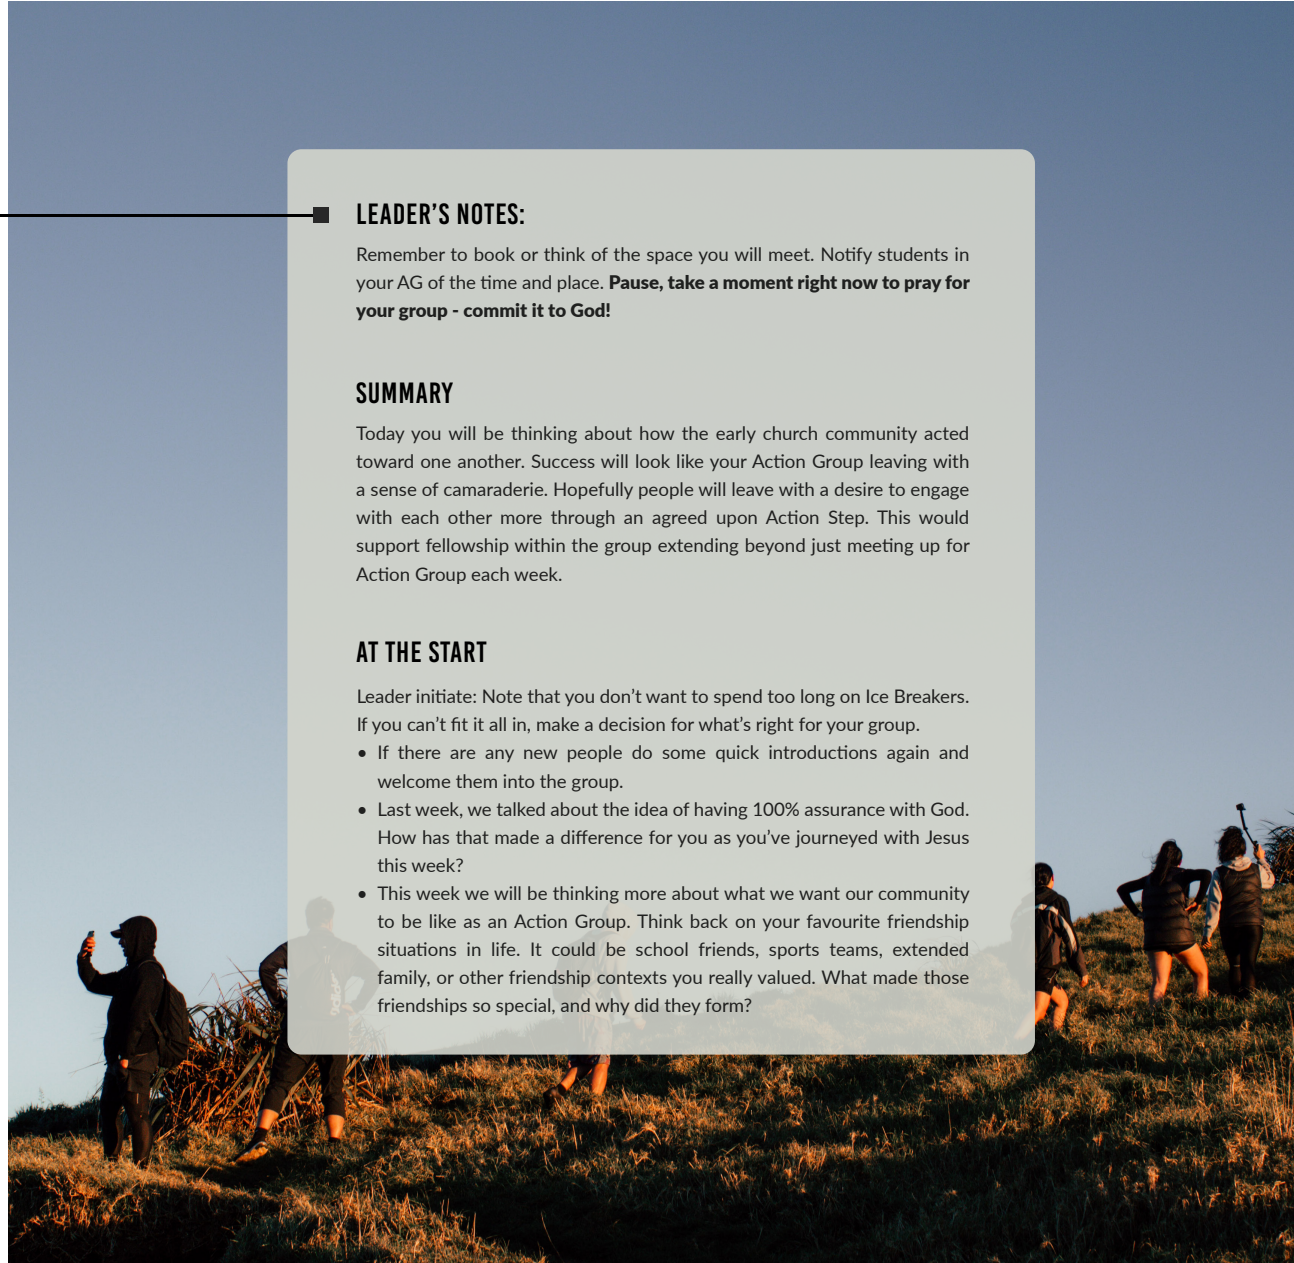 LEADER’S NOTES:
Remember to book or think of the space you will meet. Notify students in
your AG of the time and place. Pause, take a moment right now to pray for
your group - commit it to God!
SUMMARY
Today you will be thinking about how the early church community acted
toward one another. Success will look like your Action Group leaving with
a sense of camaraderie. Hopefully people will leave with a desire to engage
with each other more through an agreed upon Action Step. This would
support fellowship within the group extending beyond just meeting up for
Action Group each week.
AT THE START
Leader initiate: Note that you don’t want to spend too long on Ice Breakers.
If you can’t fit it all in, make a decision for what’s right for your group.
• If there are any new people do some quick introductions again and
welcome them into the group.
• Last week, we talked about the idea of having 100% assurance with God.
How has that made a difference for you as you’ve journeyed with Jesus
this week?
• This week we will be thinking more about what we want our community
to be like as an Action Group. Think back on your favourite friendship
situations in life. It could be school friends, sports teams, extended
family, or other friendship contexts you really valued. What made those
friendships so special, and why did they form?